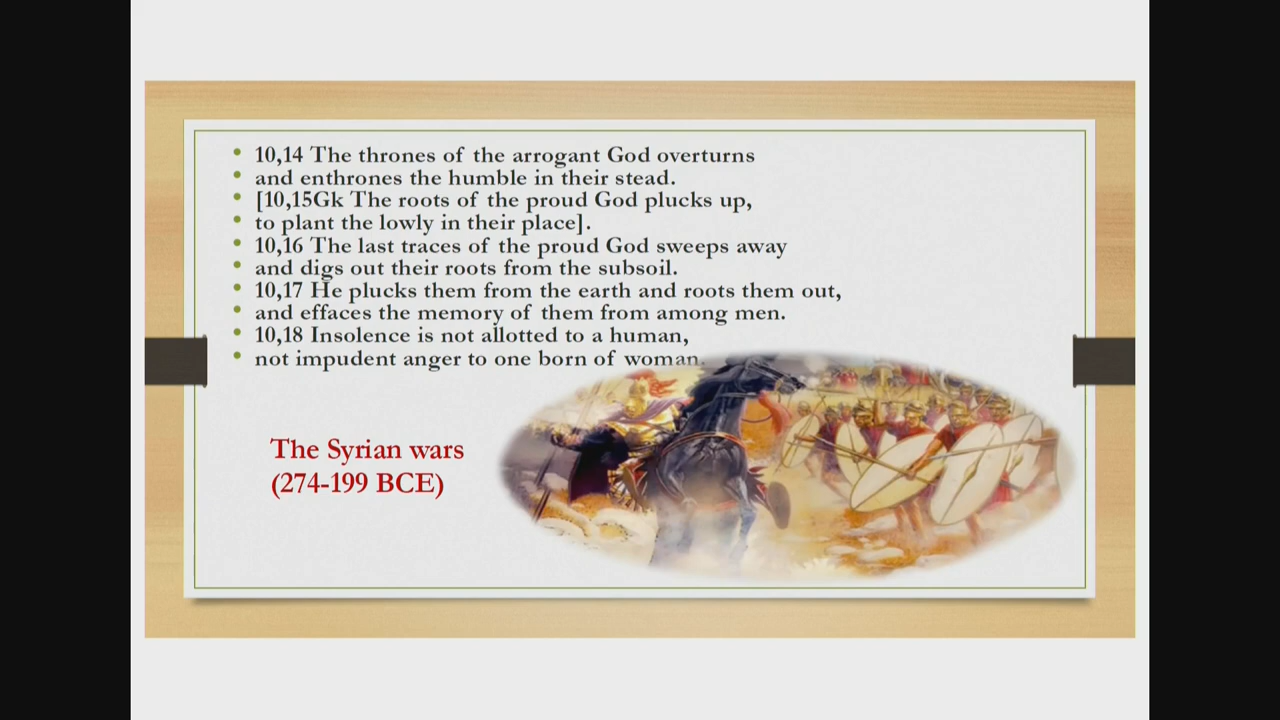 • 10,14 The thrones of the arrogant God overturns
• and enthrones the humble in their stead.
• [10,15Gk The roots of the proud God plucks up,
• to plant the lowly in their place].
• 10,16 The last traces of the proud God sweeps away
• and digs out their roots from the subsoil.
• 10,17 He plucks them from the earth and roots them out,
• and effaces the memory of them from among men.
• 10,18 Insolence is not allotted to a human,
• not impudent anger to one born of woman.
The Syrian wars
(274-199 BCE)